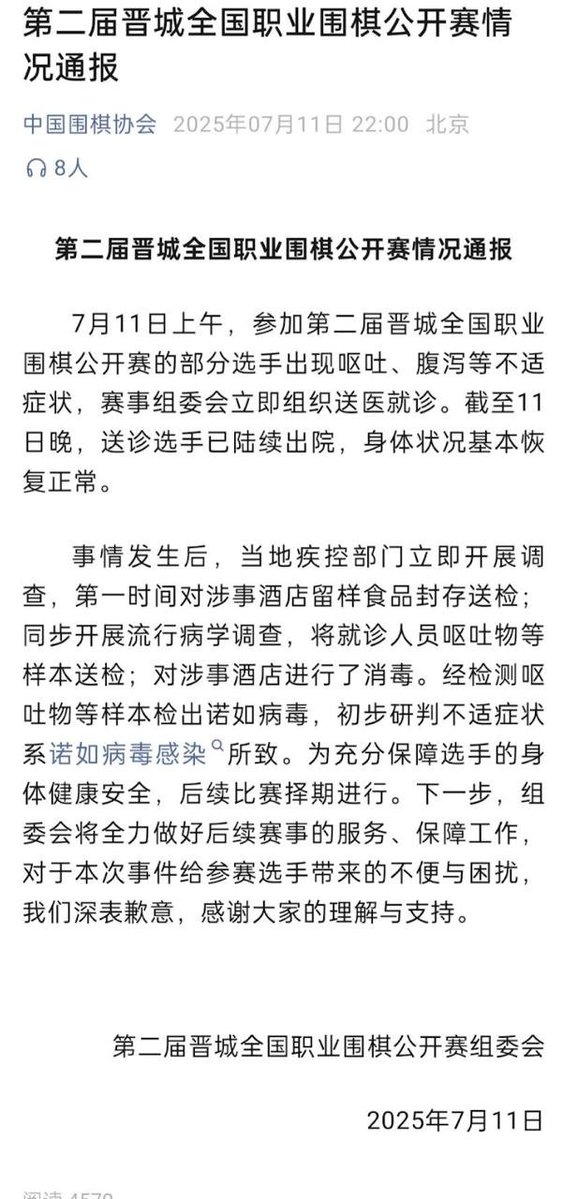 第二届晋城全国职业围棋公开赛情
况通报
中国围棋协会 2025年07月11日 22:00 北京
8人
第二届晋城全国职业围棋公开赛情况通报
7月11日上午，参加第二届晋城全国职业
围棋公开赛的部分选手出现呕吐、腹泻等不适
症状，赛事组委会立即组织送医就诊。截至11
日晚，送诊选手已陆续出院，身体状况基本恢
复正常。
事情发生后，当地疾控部门立即开展调
查，第一时间对涉事酒店留样食品封存送检；
同步开展流行病学调查，将就诊人员呕吐物等
样本送检；对涉事酒店进行了消毒。经检测呕
吐物等样本检出诺如病毒，初步研判不适症状
系诺如病毒感染所致。为充分保障选手的身
体健康安全，后续比赛择期进行。下一步，组
委会将全力做好后续赛事的服务、保障工作，
对于本次事件给参赛选手带来的不便与困扰，
我们深表歉意，感谢大家的理解与支持。
第二届晋城全国职业围棋公开赛组委会
2025年7月11日